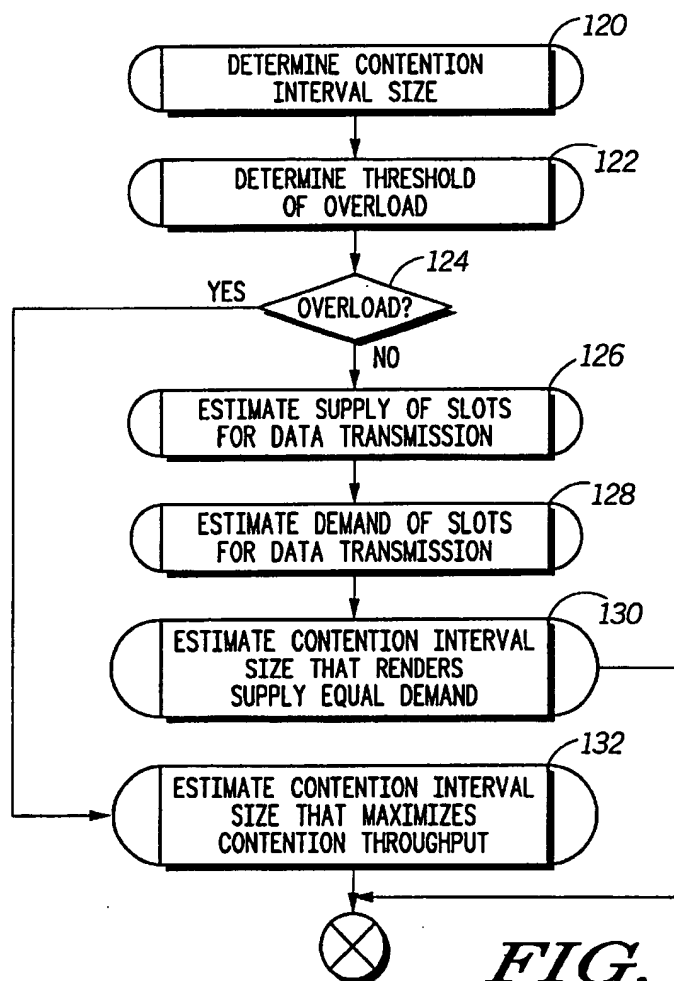 120
DETERMINE CONTENTION
INTERVAL SIZE
122
DETERMINE THRESHOLD
OF OVERLOAD
124
YES
OVERLOAD?
NO
126
ESTIMATE SUPPLY OF SLOTS
FOR DATA TRANSMISSION
128
ESTIMATE DEMAND OF SLOTS
FOR DATA TRANSMISSION
130
ESTIMATE CONTENTION INTERVAL
SIZE THAT RENDERS
SUPPLY EQUAL DEMAND
132
ESTIMATE CONTENTION INTERVAL
SIZE THAT MAXIMIZES
CONTENTION THROUGHPUT
FIG.